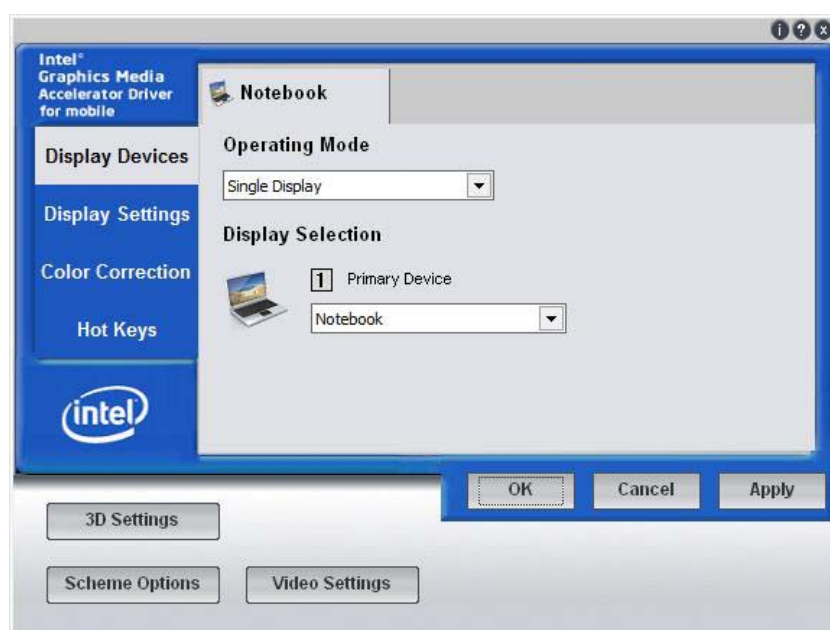 Intel®
Graphics Media
Accelerator Driver
for mobile
Notebook
Display Devices
Display Settings
Color Correction
Hot Keys
intel
Operating Mode
Single Display
Display Selection
1 Primary Device
Notebook
OK Cancel Apply
3D Settings
Scheme Options Video Settings